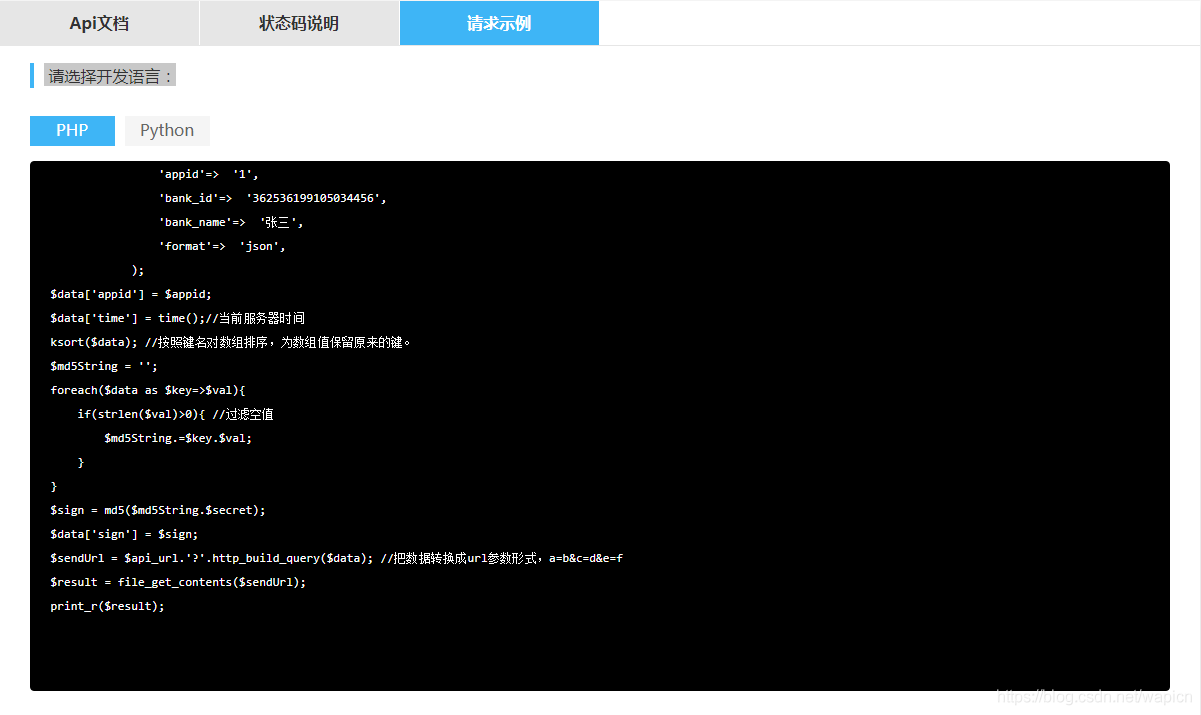 Api文档 状态码说明 请求示例
请选择开发语言：
PHP Python
'appid'=>  '1',
'bank_id'=>  '362536199105034456',
'bank_name'=>  '张三',
'format'=>  'json',
);
$data['appid'] = $appid;
$data['time'] = time();//当前服务器时间
ksort($data); //按照键名对数组排序，为数组值保留原来的键。
$md5String = '';
foreach($data as $key=>$val){
if(strlen($val)>0){ //过滤空值
$md5String.=$key.$val;
}
}
$sign = md5($md5String.$secret);
$data['sign'] = $sign;
$sendUrl = $api_url.'?'.http_build_query($data); //把数据转换成url参数形式，a=b&c=d&e=f
$result = file_get_contents($sendUrl);
print_r($result);
https://blog.csdn.net/wapicn